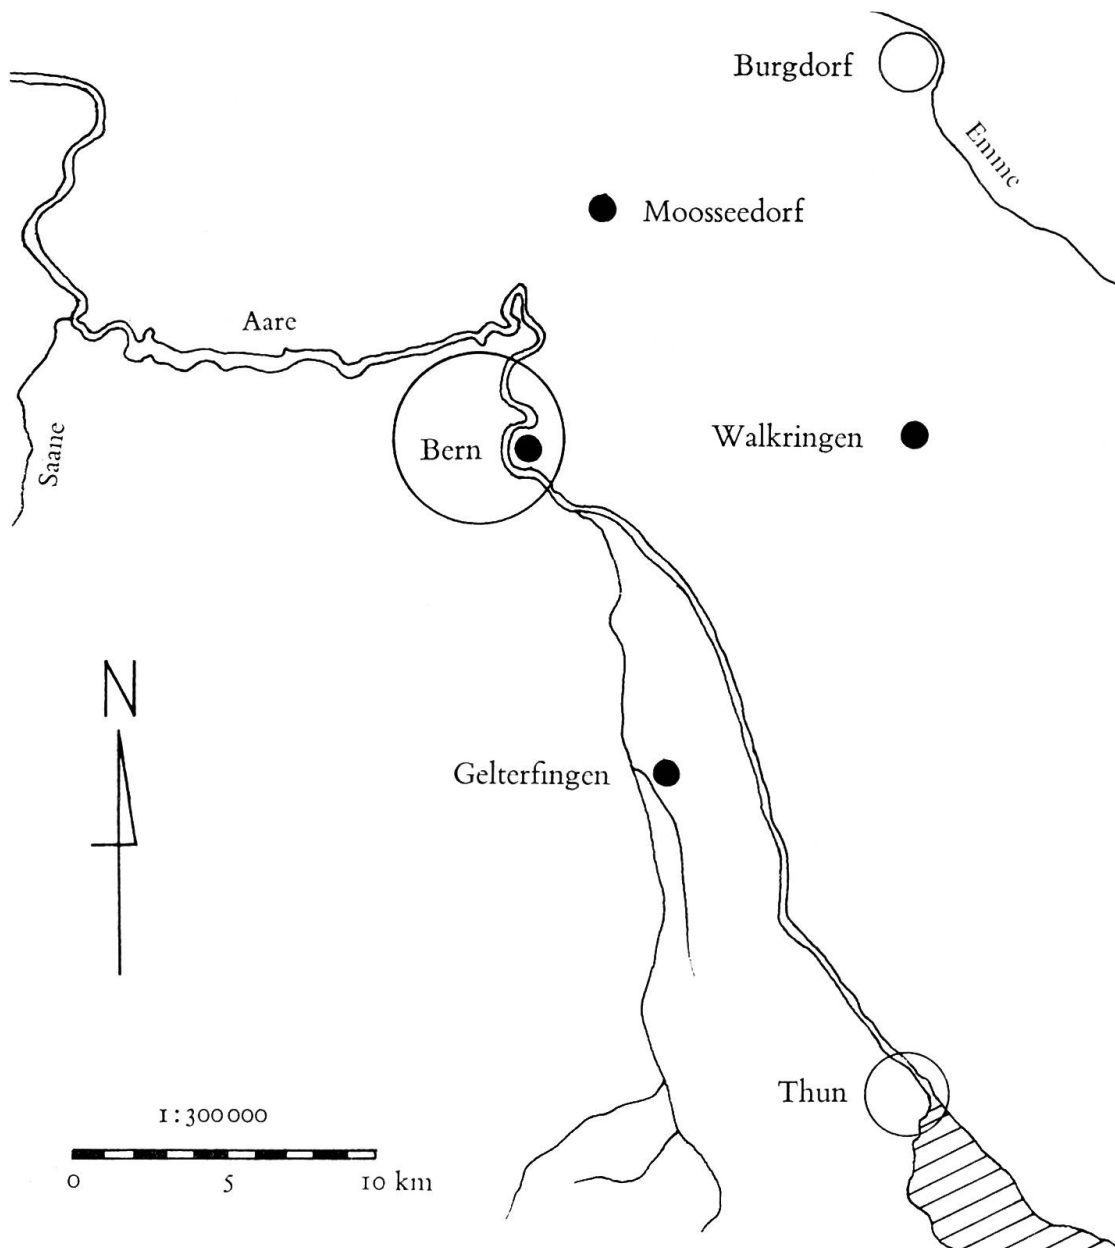 Burgdorf
Emme
Moosseedorf
Aare
Saane
Bern
Walkringen
N
Gelterfingen
Thun
1:300000
0 5 10 km